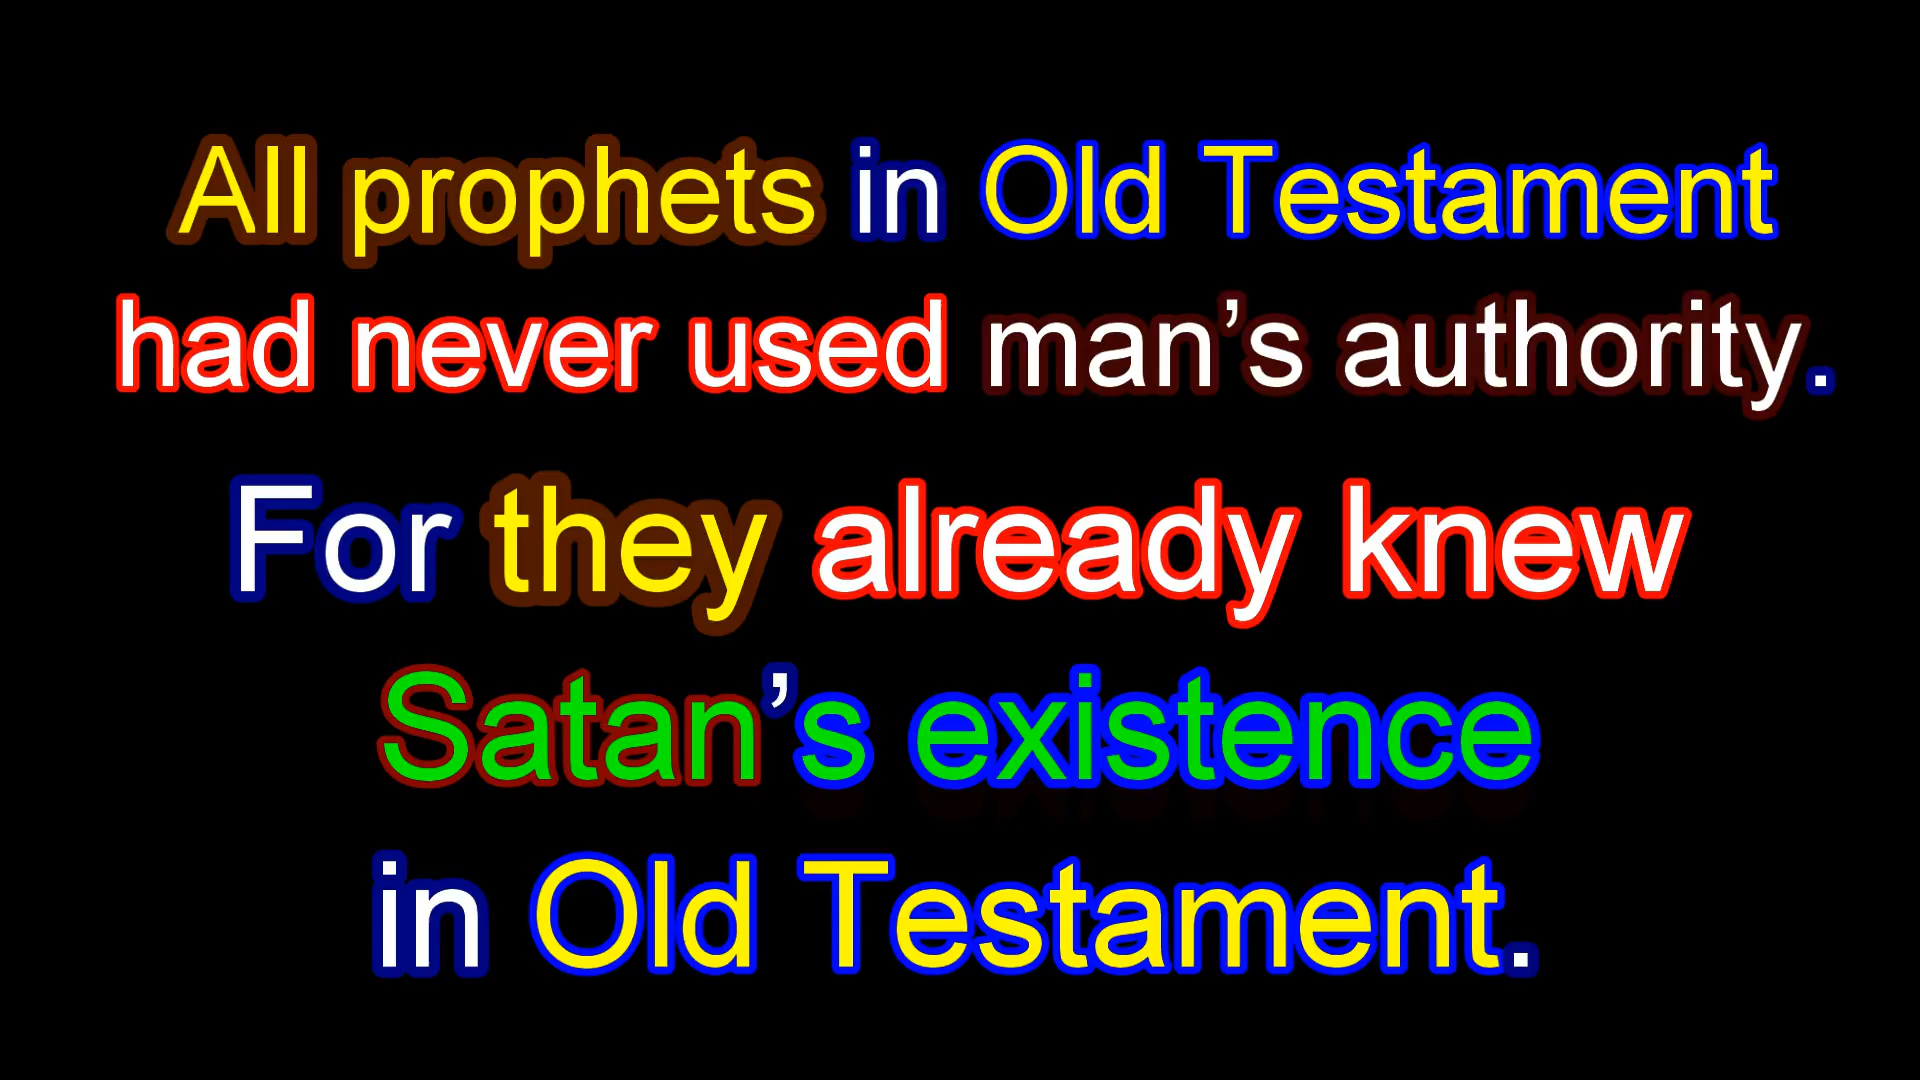 All prophets in Old Testament
had never used man’s authority.
For they already knew
Satan’s existence
in Old Testament.